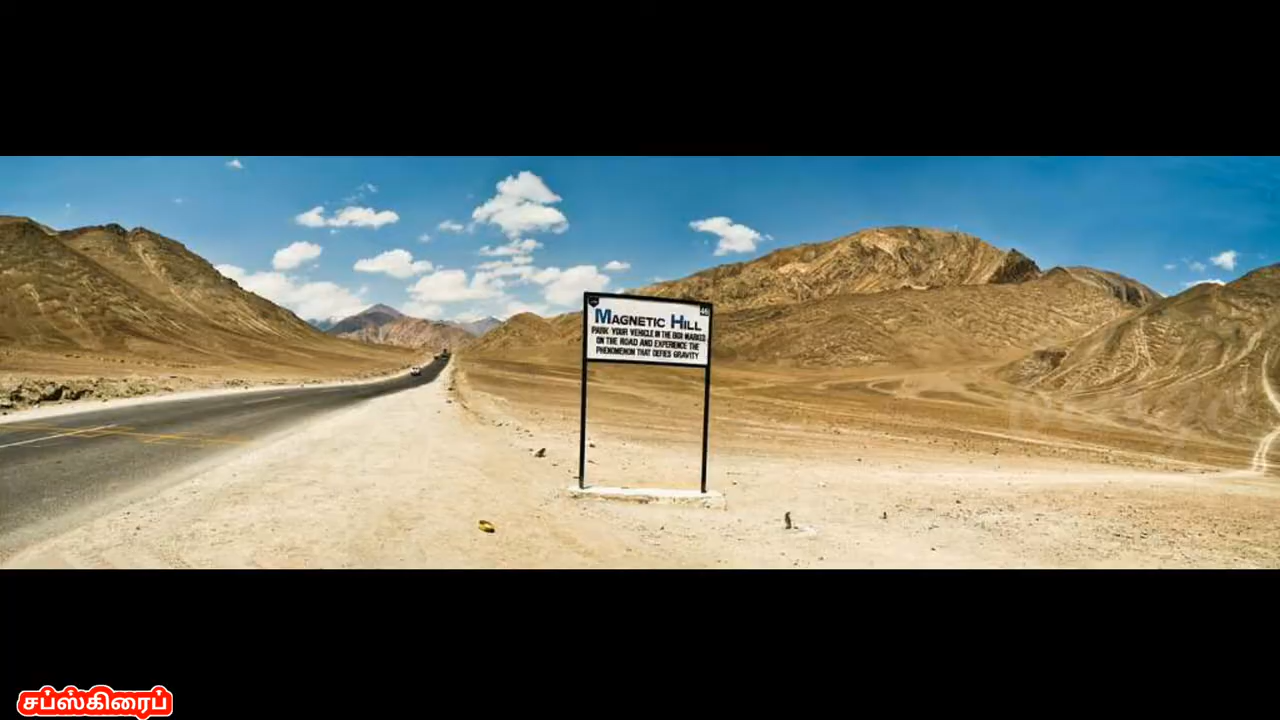 46
MAGNETIC HILL
PARK YOUR VEHICLE IN THE BOX MARKED
ON THE ROAD AND EXPERIENCE THE
PHENOMENON THAT DEFIES GRAVITY
சப்ஸ்கிரைப்